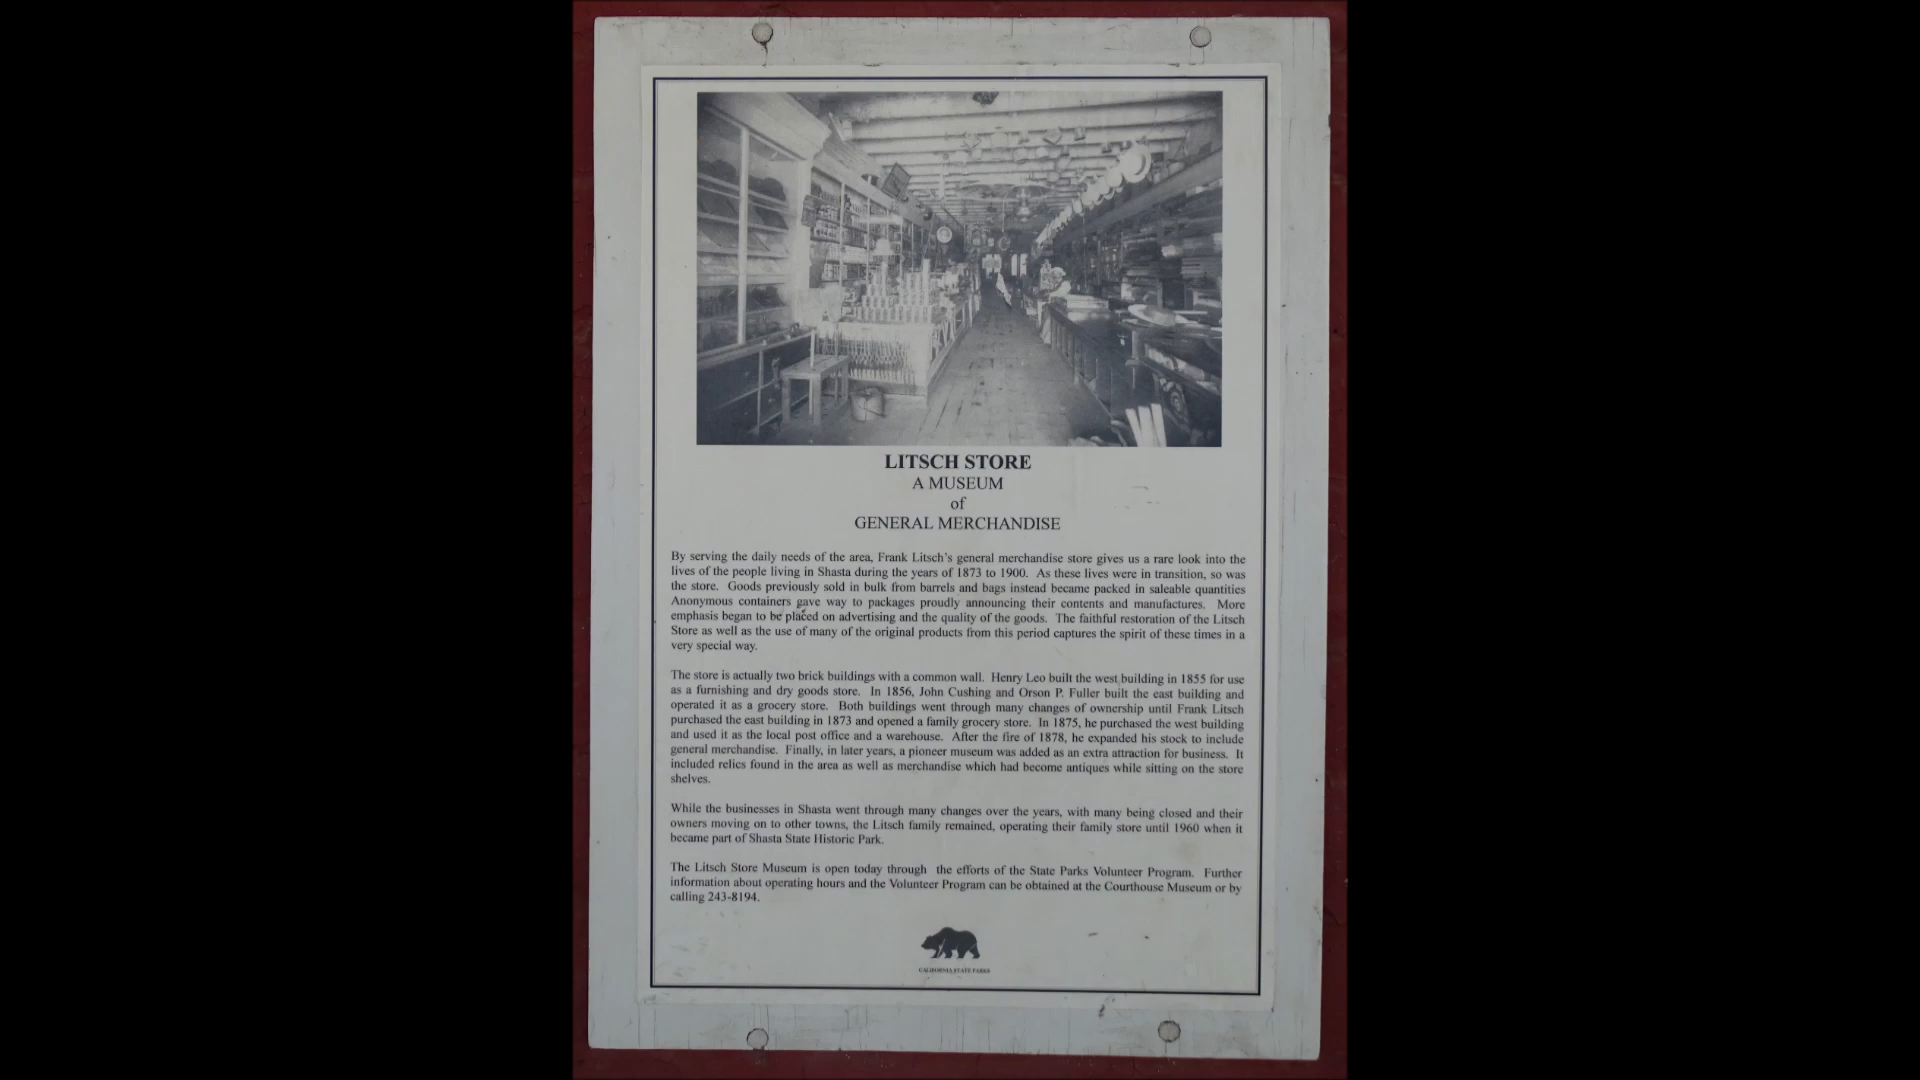 LITSCH STORE
A MUSEUM
of
GENERAL MERCHANDISE
By serving the daily needs of the area, Frank Litsch's general merchandise store gives us a rare look into the
lives of the people living in Shasta during the years of 1873 to 1900. As these lives were in transition, so was
the store. Goods previously sold in bulk from barrels and bags instead became packed in saleable quantities
Anonymous containers gave way to packages proudly announcing their contents and manufactures. More
emphasis began to be placed on advertising and the quality of the goods. The faithful restoration of the Litsch
Store as well as the use of many of the original products from this period captures the spirit of these times in a
very special way.
The store is actually two brick buildings with a common wall. Henry Leo built the west building in 1855 for use
as a furnishing and dry goods store. In 1856, John Cushing and Orson P. Fuller built the east building and
operated it as a grocery store. Both buildings went through many changes of ownership until Frank Litsch
purchased the east building in 1873 and opened a family grocery store. In 1875, he purchased the west building
and used it as the local post office and a warehouse. After the fire of 1878, he expanded his stock to include
general merchandise. Finally, in later years, a pioneer museum was added as an extra attraction for business. It
included relics found in the area as well as merchandise which had become antiques while sitting on the store
shelves.
While the businesses in Shasta went through many changes over the years, with many being closed and their
owners moving on to other towns, the Litsch family remained, operating their family store until 1960 when it
became part of Shasta State Historic Park.
The Litsch Store Museum is open today through the efforts of the State Parks Volunteer Program. Further
information about operating hours and the Volunteer Program can be obtained at the Courthouse Museum or by
calling 243-8194.
CALIFORNIA STATE PARKS